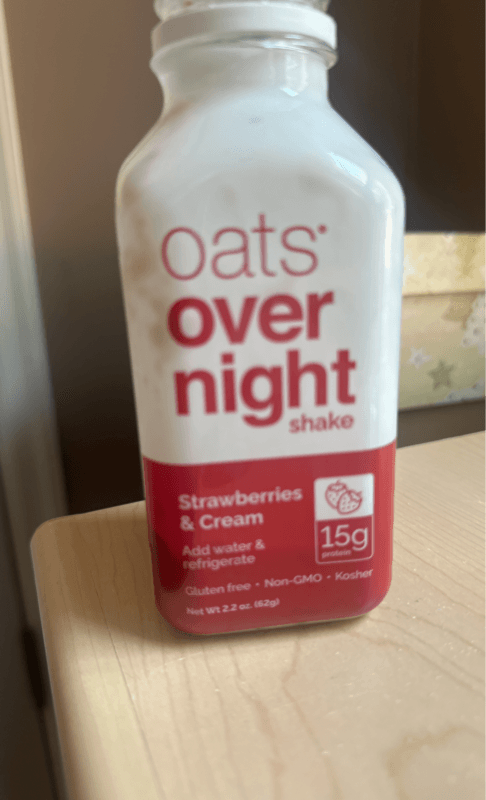 oats
over
night
shake
Strawberries
& Cream
Add water &
refrigerate
15g
protein
Gluten free • Non-GMO • Kosher
Net Wt 2.2 oz. (62g)